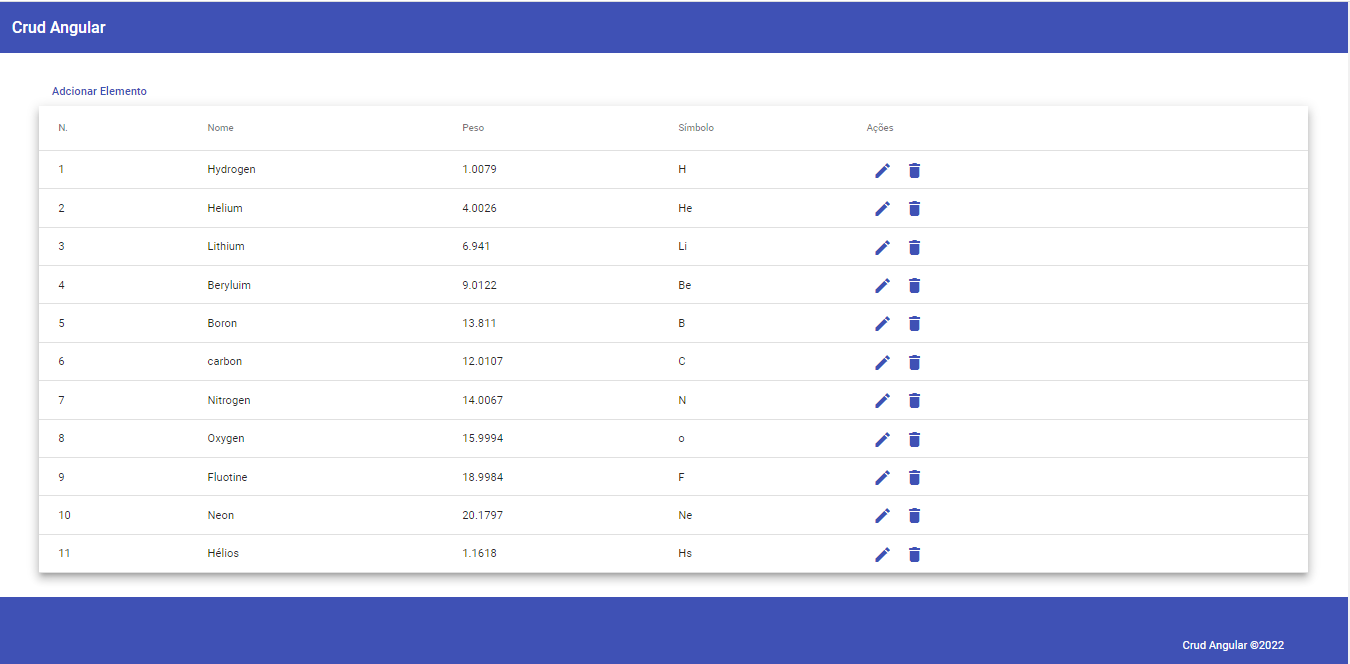 Crud Angular
Adcionar Elemento
N. Nome Peso Símbolo Ações
1 Hydrogen 1.0079 H
2 Helium 4.0026 He
3 Lithium 6.941 Li
4 Beryluim 9.0122 Be
5 Boron 13.811 B
6 carbon 12.0107 C
7 Nitrogen 14.0067 N
8 Oxygen 15.9994 o
9 Fluotine 18.9984 F
10 Neon 20.1797 Ne
11 Hélios 1.1618 Hs
Crud Angular ©2022